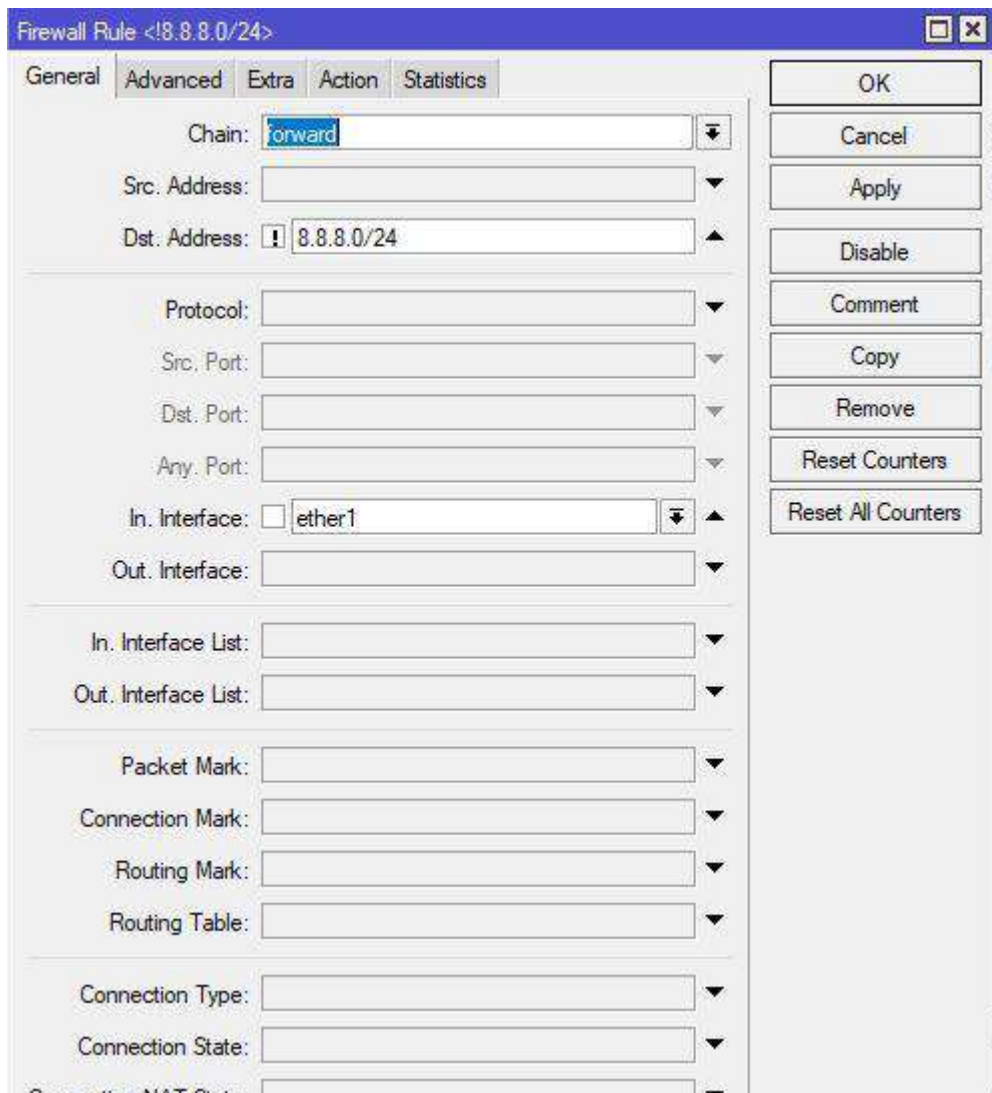 Firewall Rule <!8.8.8.0/24>
General Advanced Extra Action Statistics
OK
Cancel
Apply
Disable
Comment
Copy
Remove
Reset Counters
Reset All Counters
Chain: forward
Src. Address:
Dst. Address: ! 8.8.8.0/24
Protocol:
Src. Port:
Dst. Port:
Any. Port:
In. Interface: ether1
Out. Interface:
In. Interface List:
Out. Interface List:
Packet Mark:
Connection Mark:
Routing Mark:
Routing Table:
Connection Type:
Connection State: